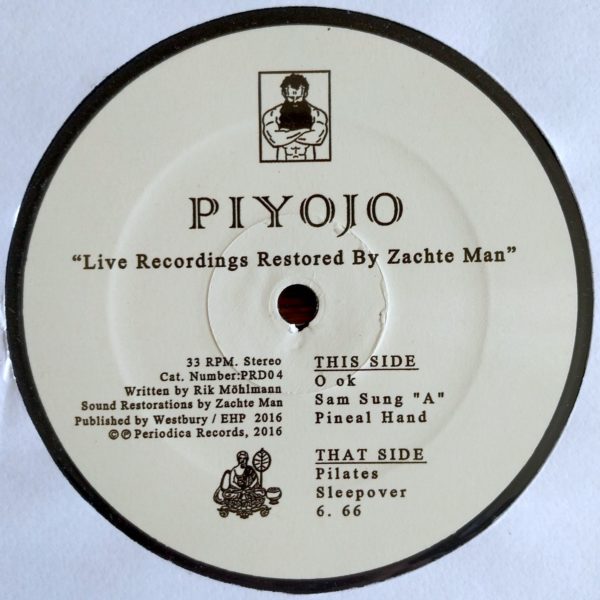 PIYOJO
“Live Recordings Restored By Zachte Man”
33 RPM. Stereo
Cat. Number:PRD04
Written by Rik Möhlmann
Sound Restorations by Zachte Man
Published by Westbury / EHP 2016
©℗ Periodica Records, 2016
THIS SIDE
O ok
Sam Sung "A"
Pineal Hand
THAT SIDE
Pilates
Sleepover
6. 66